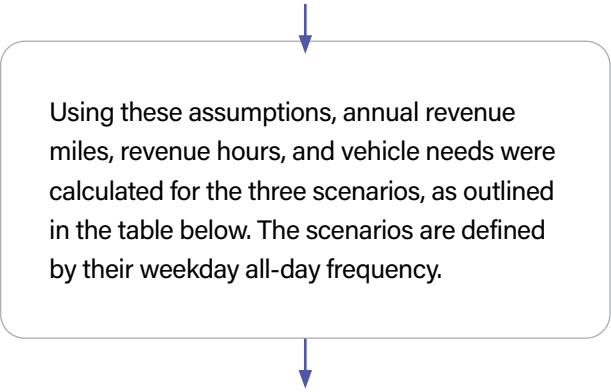 Using these assumptions, annual revenue
miles, revenue hours, and vehicle needs were
calculated for the three scenarios, as outlined
in the table below. The scenarios are defined
by their weekday all-day frequency.